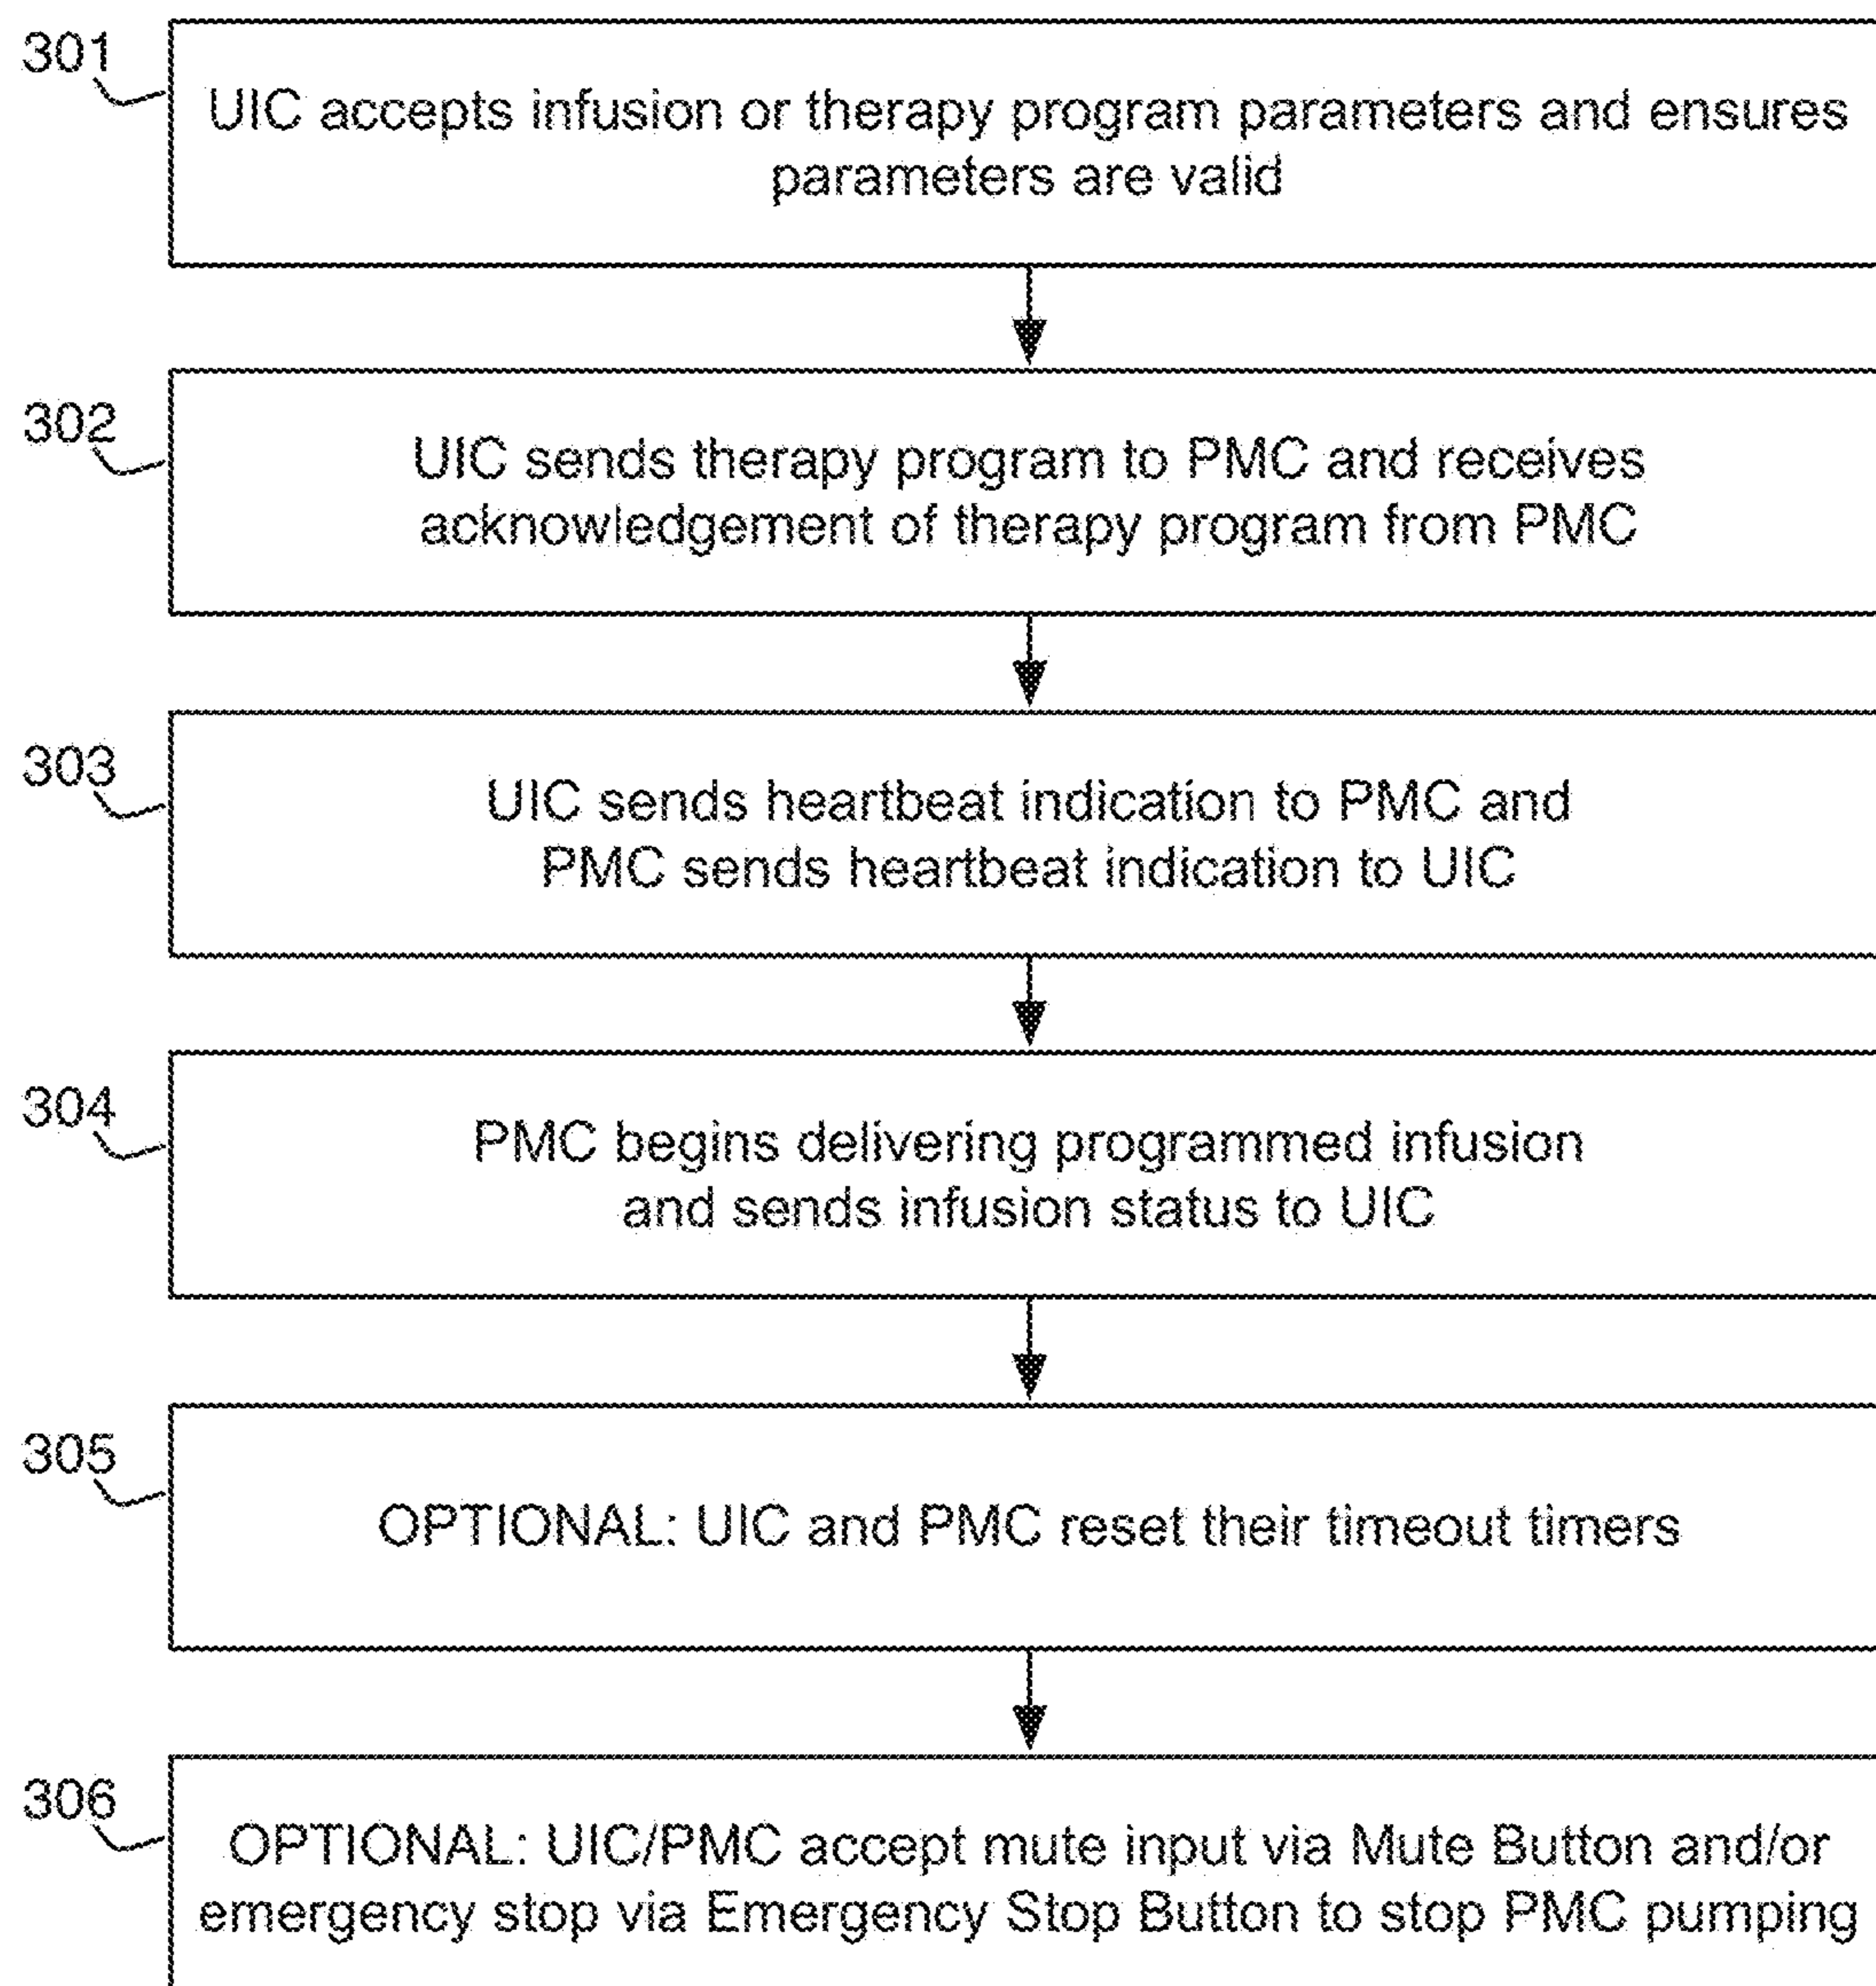 301
UIC accepts infusion or therapy program parameters and ensures
parameters are valid
302
UIC sends therapy program to PMC and receives
acknowledgement of therapy program from PMC
303
UIC sends heartbeat indication to PMC and
PMC sends heartbeat indication to UIC
304
PMC begins delivering programmed infusion
and sends infusion status to UIC
305
OPTIONAL: UIC and PMC reset their timeout timers
306
OPTIONAL: UIC/PMC accept mute input via Mute Button and/or
emergency stop via Emergency Stop Button to stop PMC pumping